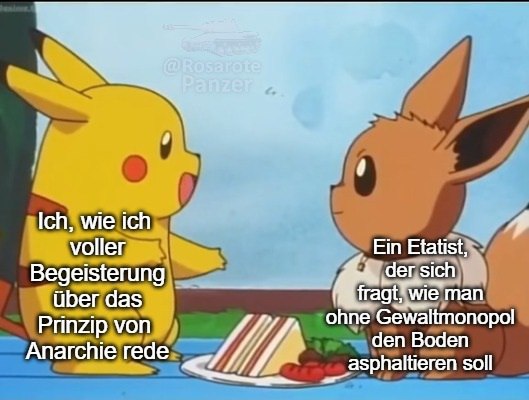 @Rosarote
Panzer
Ich, wie ich
voller
Begeisterung
über das
Prinzip von
Anarchie rede
Ein Etatist,
der sich
fragt, wie man
ohne Gewaltmonopol
den Boden
asphaltieren soll